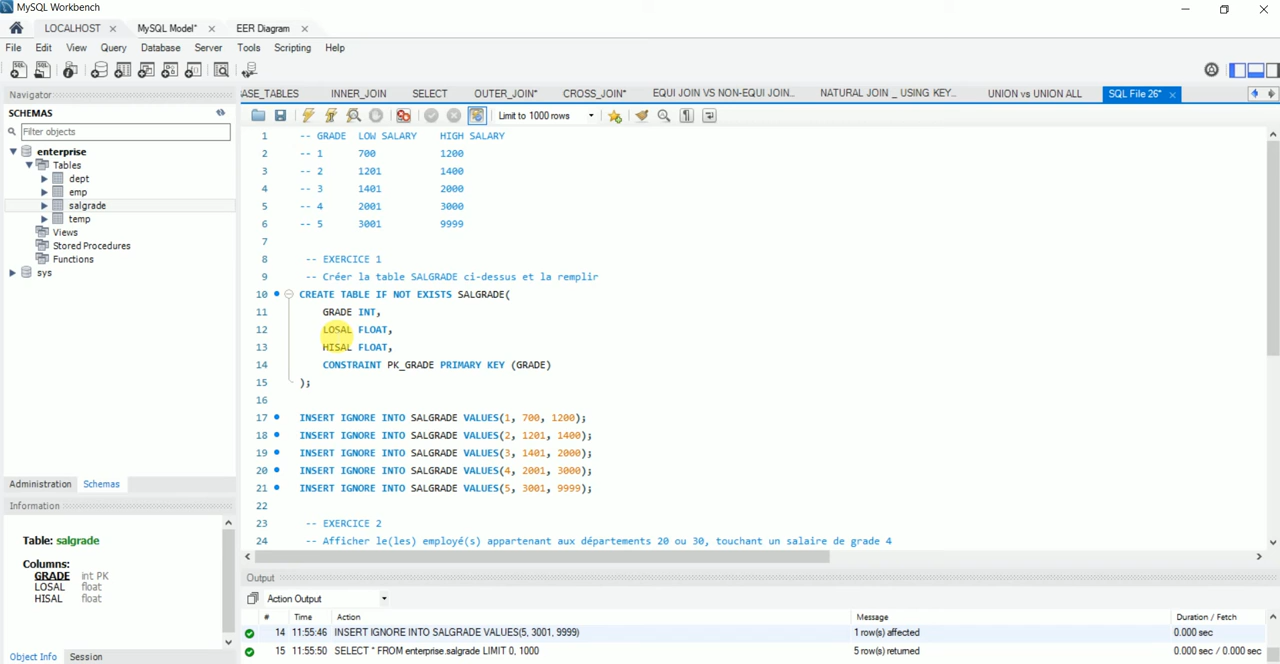 MySQL Workbench
LOCALHOST
MySQL Model*
EER Diagram
File Edit View Query Database Server Tools Scripting Help
Navigator
SCHEMAS
Filter objects
enterprise
Tables
dept
emp
salgrade
temp
Views
Stored Procedures
Functions
sys
Administration Schemas
Information
Table: salgrade
Columns:
GRADE int PK
LOSAL float
HISAL float
Object Info Session
ASE_TABLES INNER_JOIN SELECT OUTER_JOIN* CROSS_JOIN* EQUI JOIN VS NON-EQUI JOIN... NATURAL JOIN _ USING KEY... UNION vs UNION ALL SQL File 26*
Limit to 1000 rows
1 -- GRADE LOW SALARY HIGH SALARY
2 -- 1 700 1200
3 -- 2 1201 1400
4 -- 3 1401 2000
5 -- 4 2001 3000
6 -- 5 3001 9999
7
8 -- EXERCICE 1
9 -- Créer la table SALGRADE ci-dessus et la remplir
10 CREATE TABLE IF NOT EXISTS SALGRADE(
11 GRADE INT,
12 LOSAL FLOAT,
13 HISAL FLOAT,
14 CONSTRAINT PK_GRADE PRIMARY KEY (GRADE)
15 );
16
17 INSERT IGNORE INTO SALGRADE VALUES(1, 700, 1200);
18 INSERT IGNORE INTO SALGRADE VALUES(2, 1201, 1400);
19 INSERT IGNORE INTO SALGRADE VALUES(3, 1401, 2000);
20 INSERT IGNORE INTO SALGRADE VALUES(4, 2001, 3000);
21 INSERT IGNORE INTO SALGRADE VALUES(5, 3001, 9999);
22
23 -- EXERCICE 2
24 -- Afficher le(les) employé(s) appartenant aux départements 20 ou 30, touchant un salaire de grade 4
Output
Action Output
# Time Action Message Duration / Fetch
14 11:55:46 INSERT IGNORE INTO SALGRADE VALUES(5, 3001, 9999) 1 row(s) affected 0.000 sec
15 11:55:50 SELECT * FROM enterprise.salgrade LIMIT 0, 1000 5 row(s) returned 0.000 sec / 0.000 sec